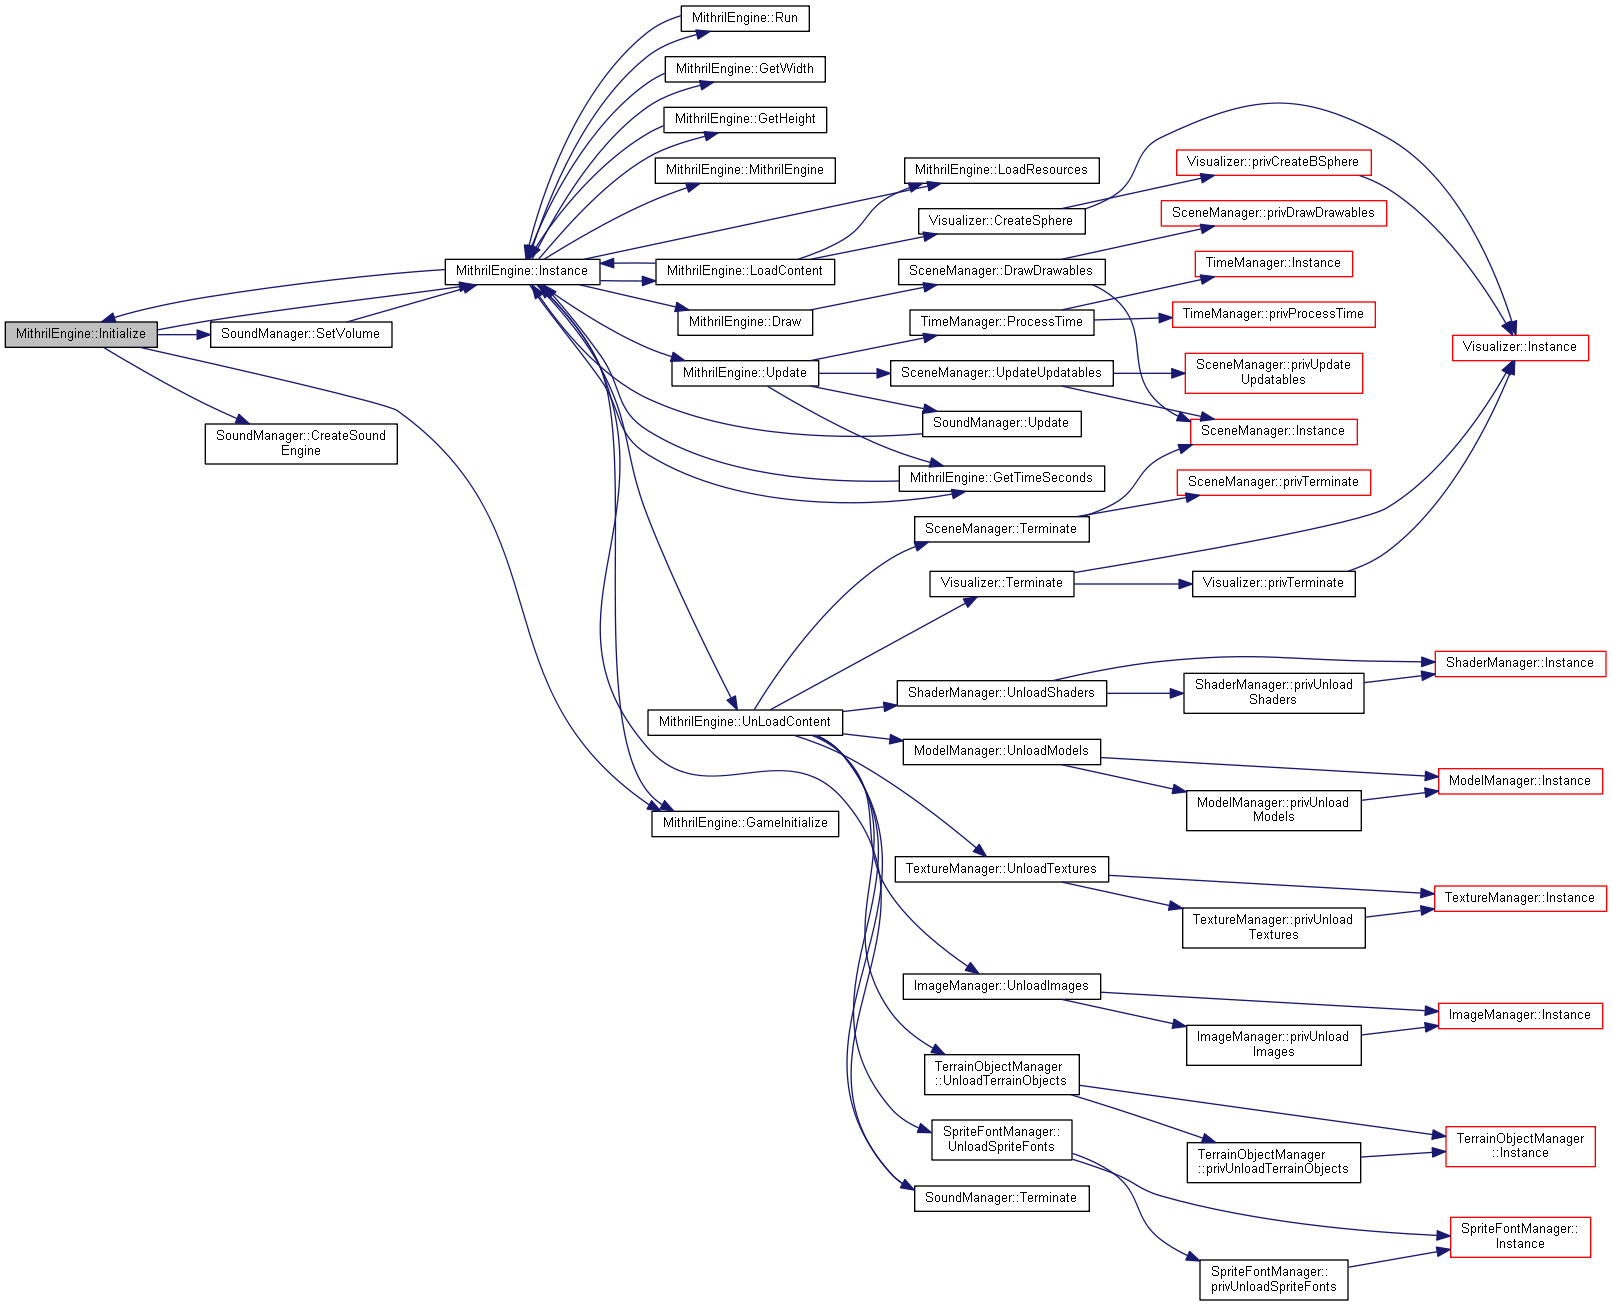 MithrilEngine::Run
MithrilEngine::GetWidth
MithrilEngine::GetHeight
MithrilEngine::MithrilEngine
MithrilEngine::LoadResources
Visualizer::privCreateBSphere
Visualizer::CreateSphere
SceneManager::privDrawDrawables
MithrilEngine::Instance
MithrilEngine::LoadContent
SceneManager::DrawDrawables
TimeManager::Instance
MithrilEngine::Initialize
SoundManager::SetVolume
MithrilEngine::Draw
TimeManager::ProcessTime
TimeManager::privProcessTime
Visualizer::Instance
MithrilEngine::Update
SceneManager::UpdateUpdatables
SceneManager::privUpdate
Updatables
SoundManager::CreateSound
Engine
SoundManager::Update
SceneManager::Instance
MithrilEngine::GetTimeSeconds
SceneManager::privTerminate
SceneManager::Terminate
Visualizer::Terminate
Visualizer::privTerminate
ShaderManager::Instance
ShaderManager::UnloadShaders
ShaderManager::privUnload
Shaders
MithrilEngine::UnLoadContent
ModelManager::UnloadModels
ModelManager::Instance
ModelManager::privUnload
Models
MithrilEngine::GameInitialize
TextureManager::UnloadTextures
TextureManager::Instance
TextureManager::privUnload
Textures
ImageManager::UnloadImages
ImageManager::Instance
ImageManager::privUnload
Images
TerrainObjectManager
::UnloadTerrainObjects
TerrainObjectManager
::Instance
TerrainObjectManager
::privUnloadTerrainObjects
SpriteFontManager::
UnloadSpriteFonts
SoundManager::Terminate
SpriteFontManager::
Instance
SpriteFontManager::
privUnloadSpriteFonts